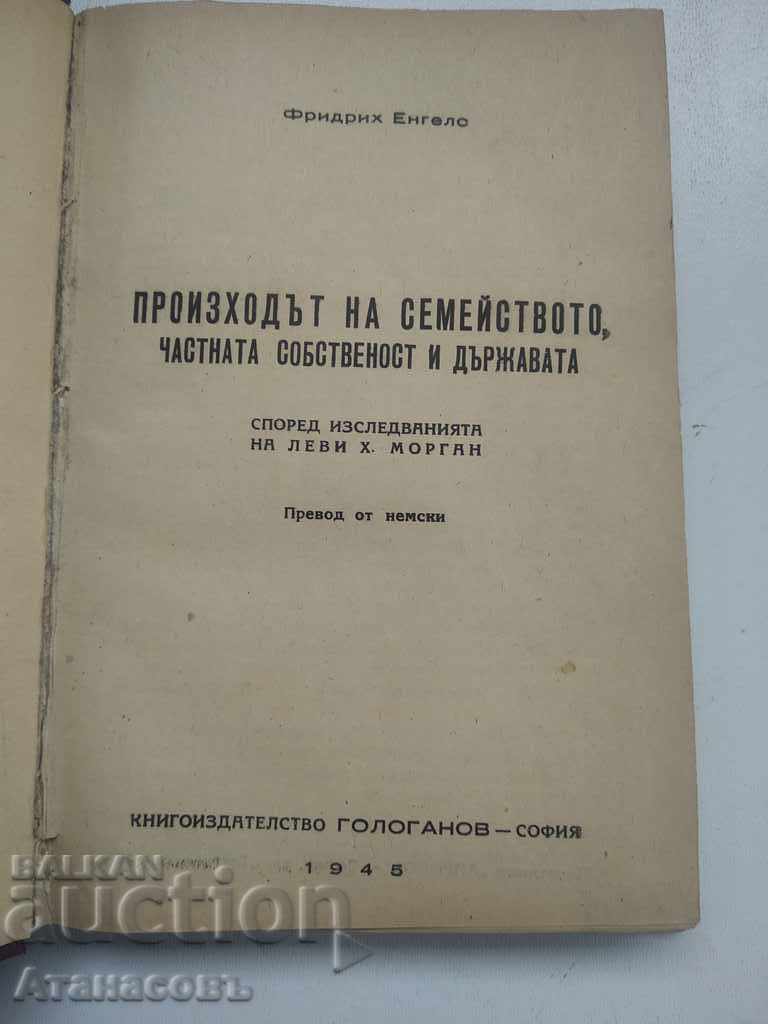 Фридрих Енгелс
ПРОИЗХОДЪТ НА СЕМЕЙСТВОТО,
ЧАСТНАТА СОБСТВЕНОСТ И ДЪРЖАВАТА
СПОРЕД ИЗСЛЕДВАНИЯТА
НА ЛЕВИ Х. МОРГАН
Превод от немски
КНИГОИЗДАТЕЛСТВО ГОЛОГАНОВ — СОФИЯ
1945
BALKAN
auction
Атанасовъ